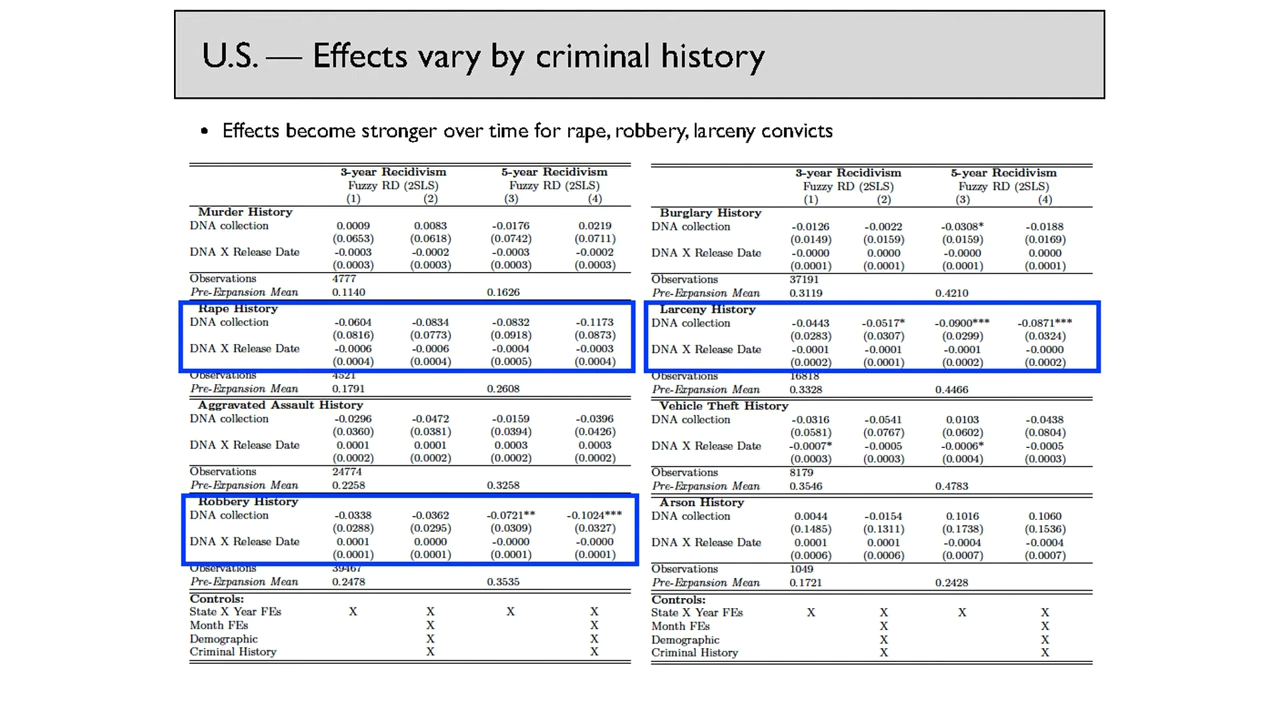 U.S. — Effects vary by criminal history
• Effects become stronger over time for rape, robbery, larceny convicts
3-year Recidivism 5-year Recidivism
Fuzzy RD (2SLS) Fuzzy RD (2SLS)
(1) (2) (3) (4)
Murder History
DNA collection 0.0009 0.0083 -0.0176 0.0219
(0.0653) (0.0618) (0.0742) (0.0711)
DNA X Release Date -0.0003 -0.0002 -0.0003 -0.0002
(0.0003) (0.0003) (0.0003) (0.0003)
Observations 4777
Pre-Expansion Mean 0.1140 0.1626
Rape History
DNA collection -0.0604 -0.0834 -0.0832 -0.1173
(0.0816) (0.0773) (0.0918) (0.0873)
DNA X Release Date -0.0006 -0.0006 -0.0004 -0.0003
(0.0004) (0.0004) (0.0005) (0.0004)
Observations 4521
Pre-Expansion Mean 0.1791 0.2608
Aggravated Assault History
DNA collection -0.0296 -0.0472 -0.0159 -0.0396
(0.0360) (0.0381) (0.0394) (0.0426)
DNA X Release Date 0.0001 0.0001 0.0003 0.0003
(0.0002) (0.0002) (0.0002) (0.0002)
Observations 24774
Pre-Expansion Mean 0.2258 0.3258
Robbery History
DNA collection -0.0338 -0.0362 -0.0721** -0.1024***
(0.0288) (0.0295) (0.0309) (0.0327)
DNA X Release Date 0.0001 0.0000 -0.0000 -0.0000
(0.0001) (0.0001) (0.0001) (0.0001)
Observations 39467
Pre-Expansion Mean 0.2478 0.3535
Controls:
State X Year FEs X X X X
Month FEs X X
Demographic X X
Criminal History X X
3-year Recidivism 5-year Recidivism
Fuzzy RD (2SLS) Fuzzy RD (2SLS)
(1) (2) (3) (4)
Burglary History
DNA collection -0.0126 -0.0022 -0.0308* -0.0188
(0.0149) (0.0159) (0.0159) (0.0169)
DNA X Release Date -0.0000 0.0000 -0.0000 0.0000
(0.0001) (0.0001) (0.0001) (0.0001)
Observations 37191
Pre-Expansion Mean 0.3119 0.4210
Larceny History
DNA collection -0.0443 -0.0517* -0.0900*** -0.0871***
(0.0283) (0.0307) (0.0299) (0.0324)
DNA X Release Date -0.0001 -0.0001 -0.0001 -0.0000
(0.0002) (0.0001) (0.0002) (0.0002)
Observations 16818
Pre-Expansion Mean 0.3328 0.4466
Vehicle Theft History
DNA collection -0.0316 -0.0541 0.0103 -0.0438
(0.0581) (0.0767) (0.0602) (0.0804)
DNA X Release Date -0.0007* -0.0005 -0.0006* -0.0005
(0.0003) (0.0003) (0.0004) (0.0003)
Observations 8179
Pre-Expansion Mean 0.3546 0.4783
Arson History
DNA collection 0.0044 -0.0154 0.1016 0.1060
(0.1485) (0.1311) (0.1738) (0.1536)
DNA X Release Date 0.0001 0.0001 -0.0004 -0.0004
(0.0006) (0.0006) (0.0007) (0.0007)
Observations 1049
Pre-Expansion Mean 0.1721 0.2428
Controls:
State X Year FEs X X X X
Month FEs X X
Demographic X X
Criminal History X X